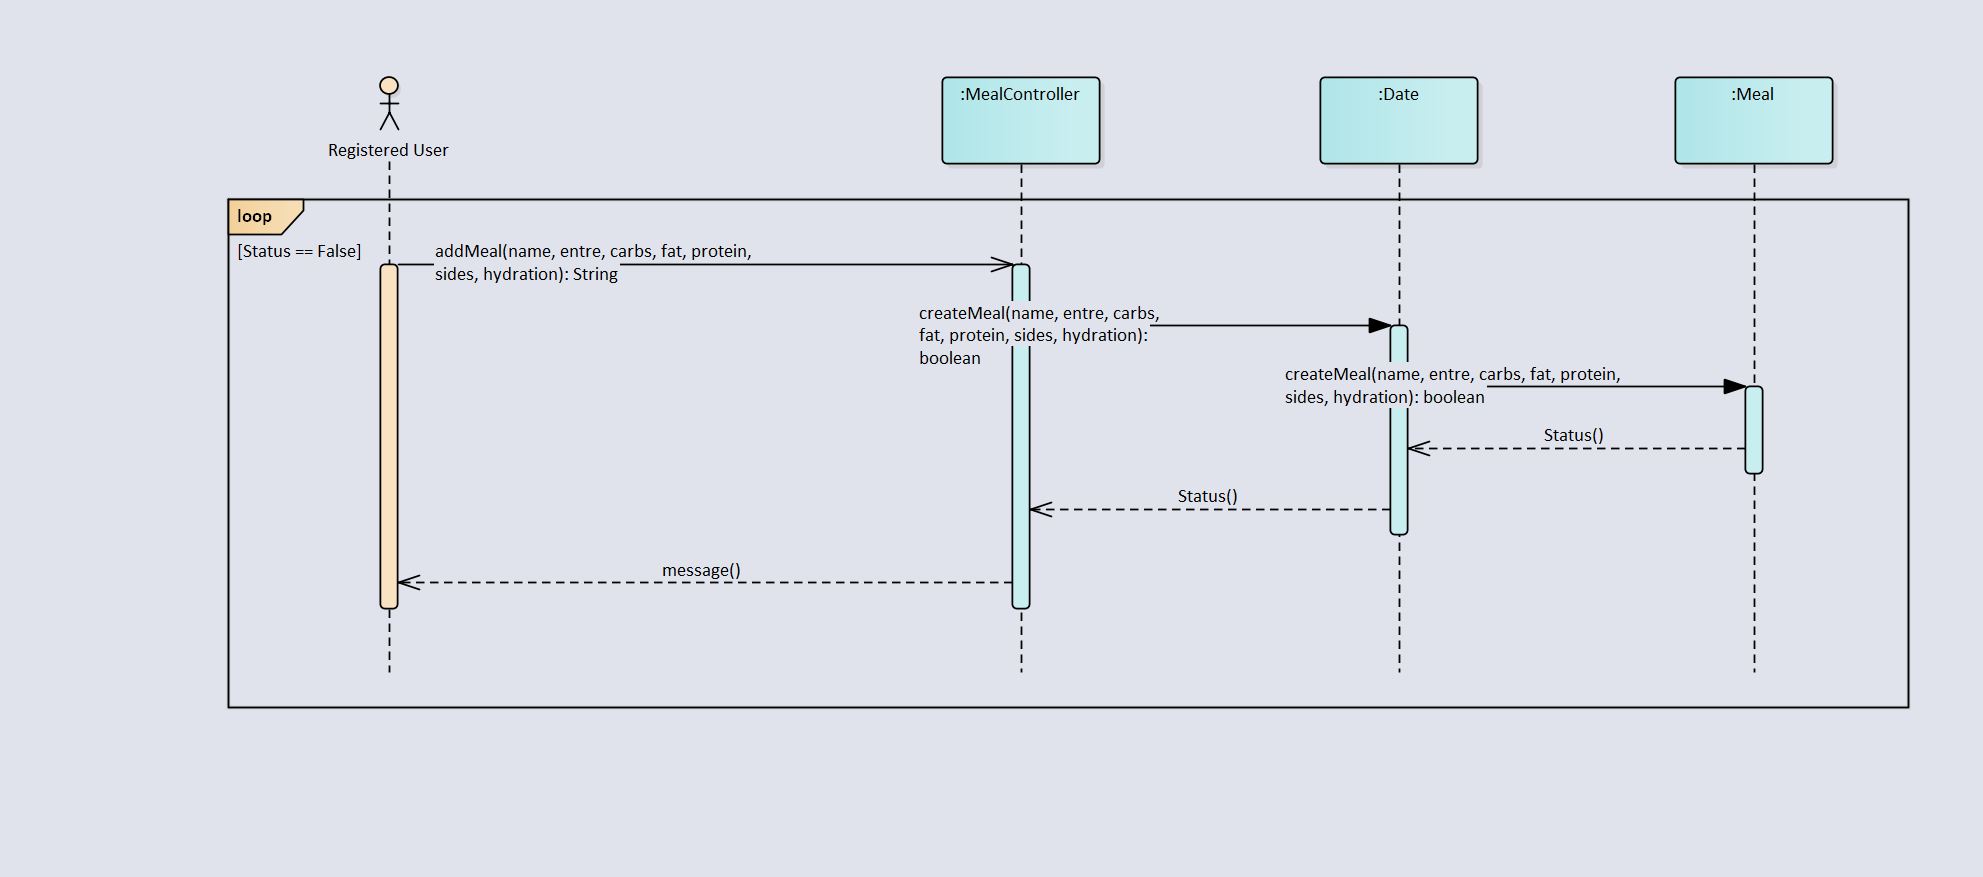 Registered User
:MealController
:Date
:Meal
loop
[Status == False]
addMeal(name, entre, carbs, fat, protein,
sides, hydration): String
createMeal(name, entre, carbs,
fat, protein, sides, hydration):
boolean
createMeal(name, entre, carbs, fat, protein,
sides, hydration): boolean
Status()
Status()
message()